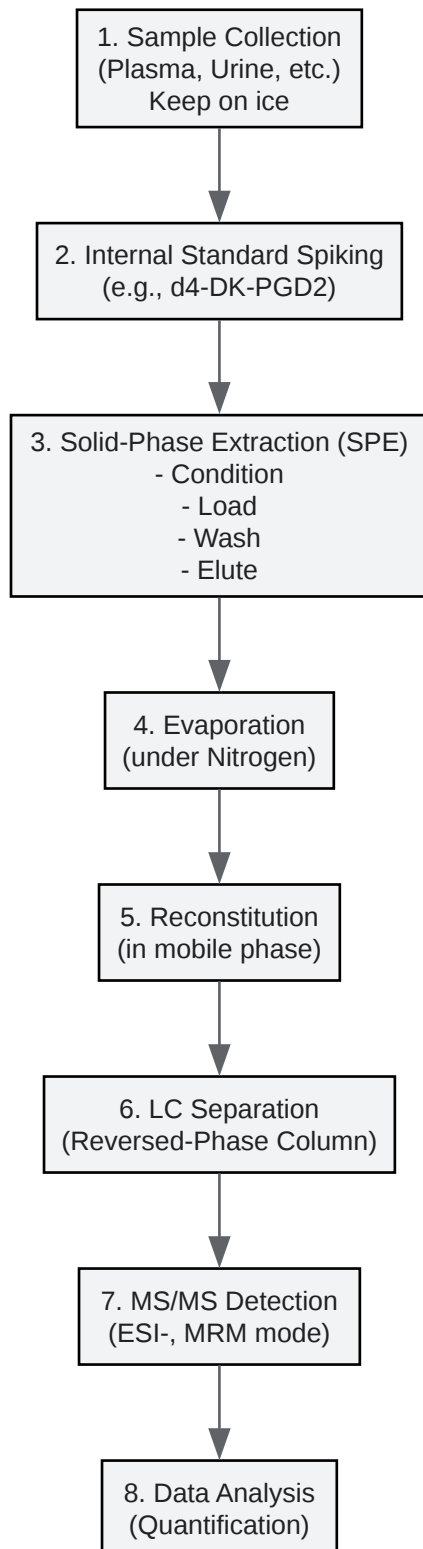 1. Sample Collection
(Plasma, Urine, etc.)
Keep on ice
2. Internal Standard Spiking
(e.g., d4-DK-PGD2)
3. Solid-Phase Extraction (SPE)
- Condition
- Load
- Wash
- Elute
4. Evaporation
(under Nitrogen)
5. Reconstitution
(in mobile phase)
6. LC Separation
(Reversed-Phase Column)
7. MS/MS Detection
(ESI-, MRM mode)
8. Data Analysis
(Quantification)